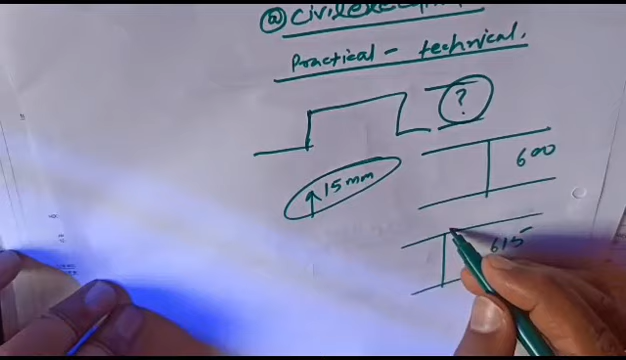 Practical - technical.
?
↑ 15mm
600
615